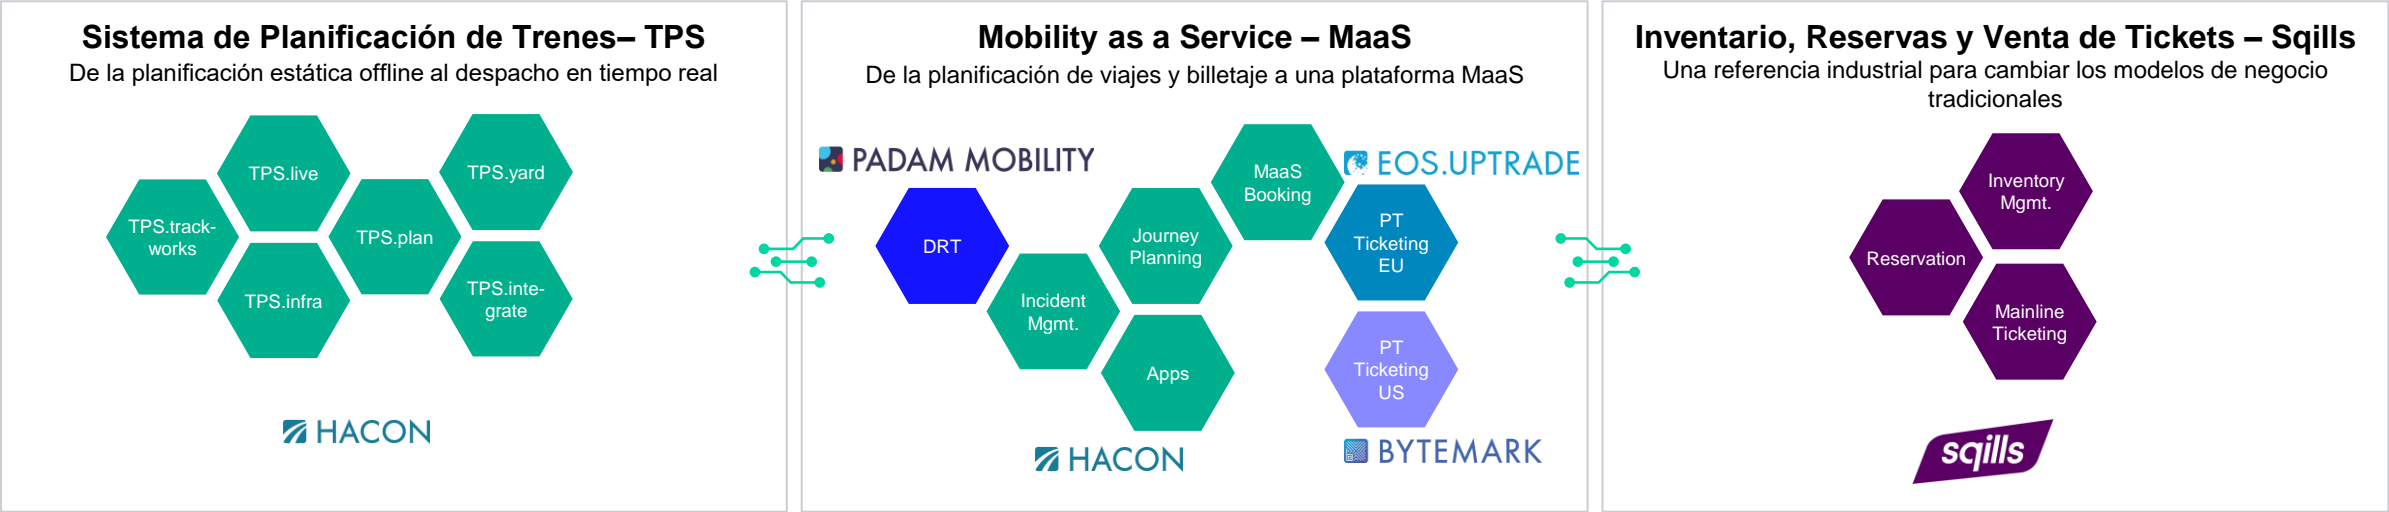 Sistema de Planificación de Trenes– TPS
De la planificación estática offline al despacho en tiempo real
TPS.live
TPS.yard
TPS.track-
works
TPS.plan
TPS.infra
TPS.inte-
grate
HACON
Mobility as a Service – MaaS
De la planificación de viajes y billetaje a una plataforma MaaS
PADAM MOBILITY
EOS.UPTRADE
MaaS
Booking
DRT
Journey
Planning
PT
Ticketing
EU
Incident
Mgmt.
Apps
PT
Ticketing
US
HACON
BYTEMARK
Inventario, Reservas y Venta de Tickets – Sqills
Una referencia industrial para cambiar los modelos de negocio
tradicionales
Inventory
Mgmt.
Reservation
Mainline
Ticketing
sqills